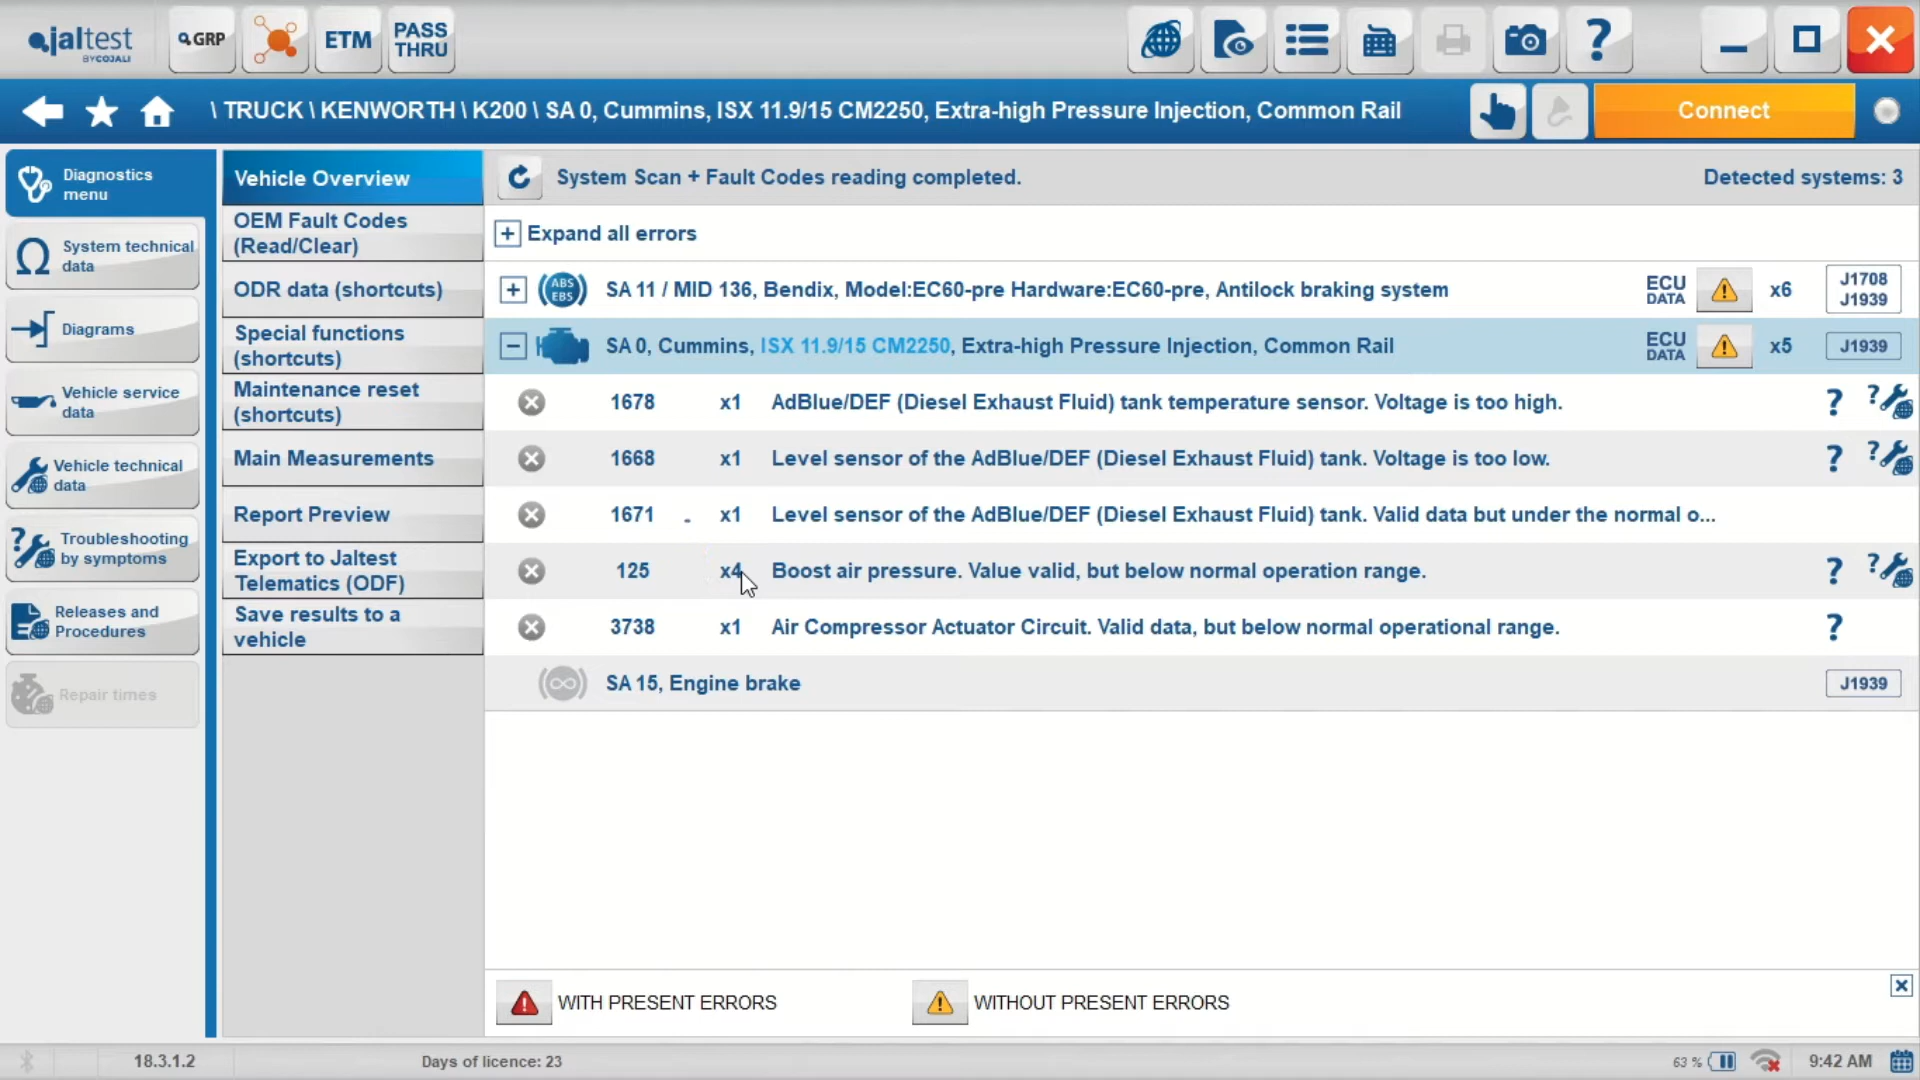 jaltest
BY COJALI
GRP
ETM
PASS
THRU
?
\ TRUCK \ KENWORTH \ K200 \ SA 0, Cummins, ISX 11.9/15 CM2250, Extra-high Pressure Injection, Common Rail
Connect
Diagnostics
menu
System technical
data
Diagrams
Vehicle service
data
Vehicle technical
data
Troubleshooting
by symptoms
Releases and
Procedures
Repair times
Vehicle Overview
OEM Fault Codes
(Read/Clear)
ODR data (shortcuts)
Special functions
(shortcuts)
Maintenance reset
(shortcuts)
Main Measurements
Report Preview
Export to Jaltest
Telematics (ODF)
Save results to a
vehicle
System Scan + Fault Codes reading completed.
Detected systems: 3
Expand all errors
ABS
EBS
SA 11 / MID 136, Bendix, Model:EC60-pre Hardware:EC60-pre, Antilock braking system
ECU
DATA
x6
J1708
J1939
SA 0, Cummins, ISX 11.9/15 CM2250, Extra-high Pressure Injection, Common Rail
ECU
DATA
x5
J1939
1678 x1 AdBlue/DEF (Diesel Exhaust Fluid) tank temperature sensor. Voltage is too high. ? ?
1668 x1 Level sensor of the AdBlue/DEF (Diesel Exhaust Fluid) tank. Voltage is too low. ? ?
1671 x1 Level sensor of the AdBlue/DEF (Diesel Exhaust Fluid) tank. Valid data but under the normal o...
125 x4 Boost air pressure. Value valid, but below normal operation range. ? ?
3738 x1 Air Compressor Actuator Circuit. Valid data, but below normal operational range. ?
SA 15, Engine brake
J1939
WITH PRESENT ERRORS
WITHOUT PRESENT ERRORS
18.3.1.2
Days of licence: 23
63 %
9:42 AM